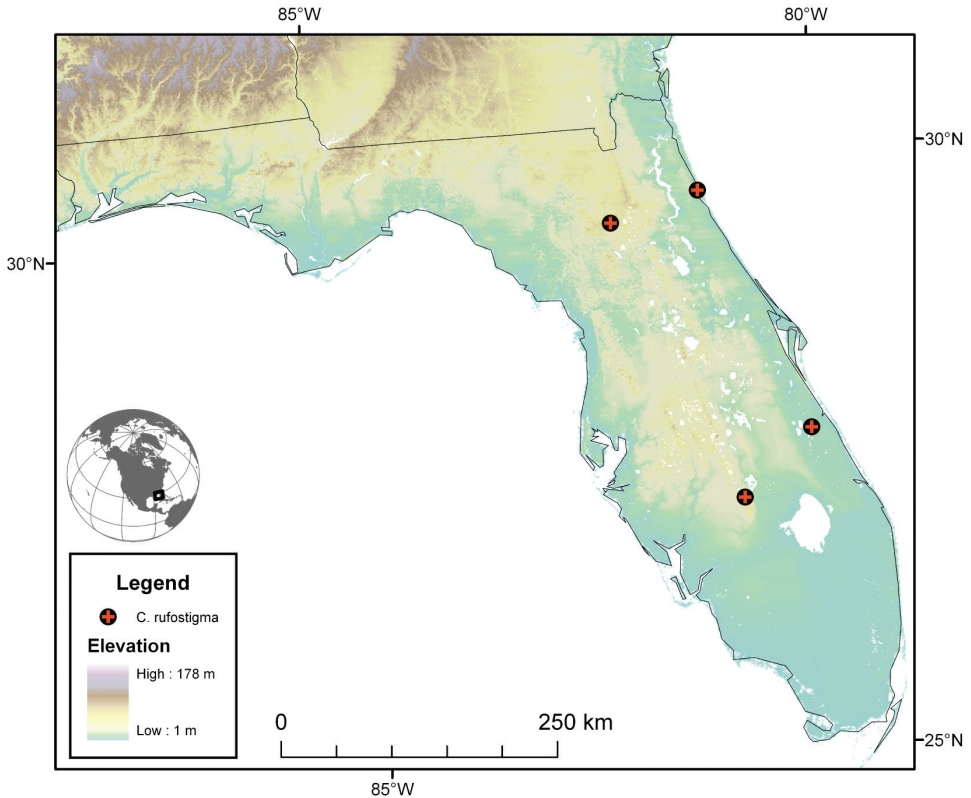 85°W
80°W
30°N
30°N
Legend
C. rufostigma
Elevation
High : 178 m
Low : 1 m
0
250 km
25°N
85°W